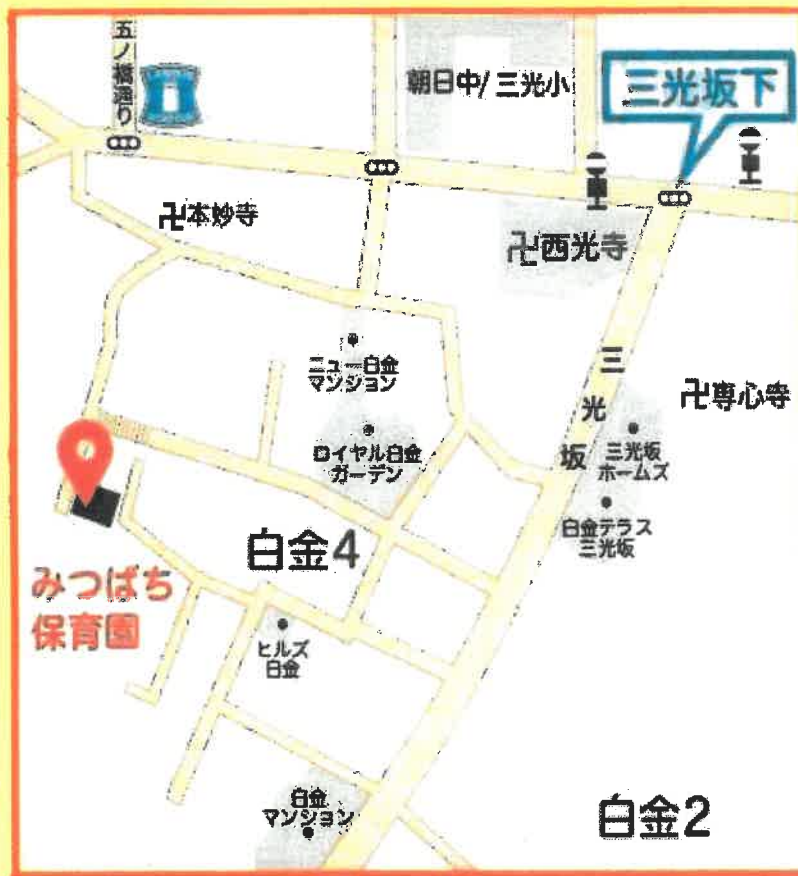 五ノ橋通り
朝日中/三光小
三光坂下
卍本妙寺
卍西光寺
ニュー白金
マンション
三光坂
卍専心寺
ロイヤル白金
ガーデン
三光坂
ホームズ
白金テラス
三光坂
白金4
みつばち
保育園
ヒルズ
白金
白金
マンション
白金2